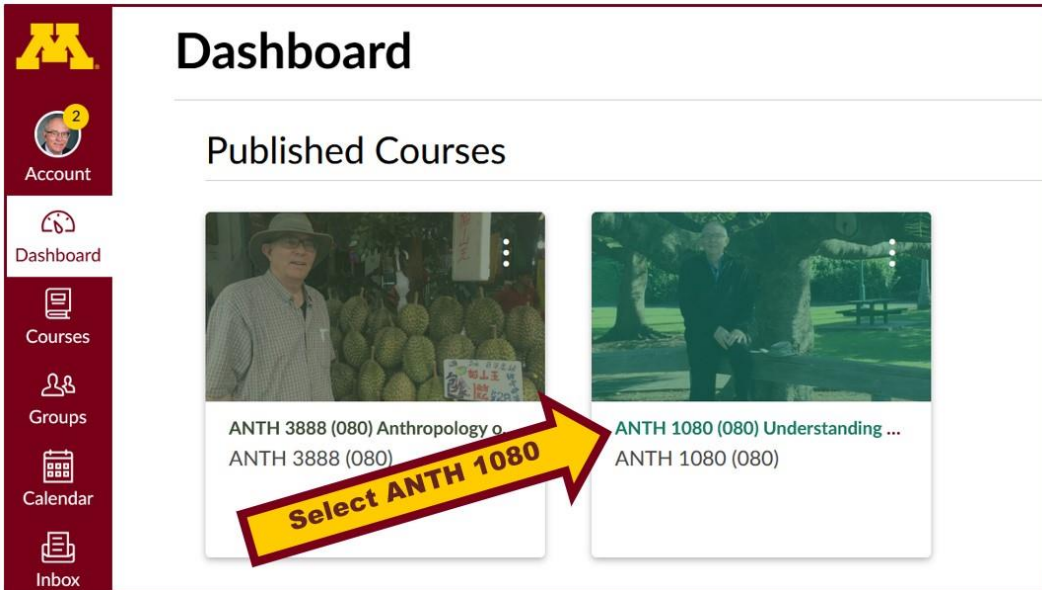 M
Dashboard
2
Account
Dashboard
Courses
Groups
Calendar
Inbox
Published Courses
ANTH 3888 (080) Anthropology o...
ANTH 3888 (080)
Select ANTH 1080
ANTH 1080 (080) Understanding ...
ANTH 1080 (080)